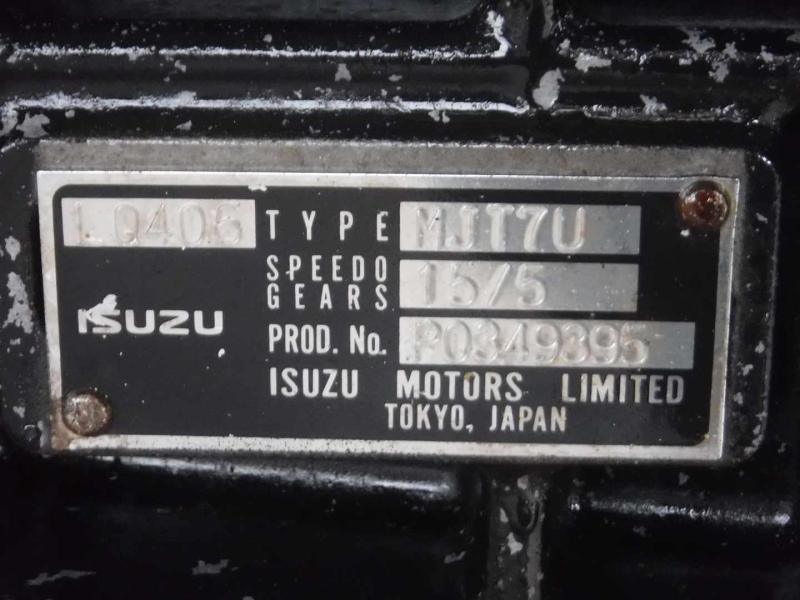 L0406 TYPE MJT7U
SPEEDO GEARS 15/5
ISUZU PROD. No. P0349395
ISUZU MOTORS LIMITED
TOKYO, JAPAN